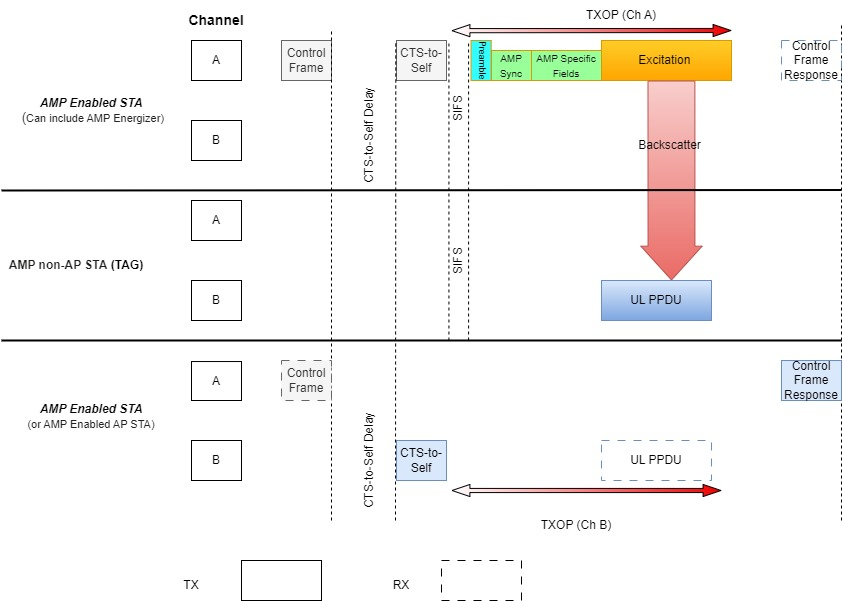 Channel
TXOP (Ch A)
A
Control
Frame
CTS-to-
Self
Preamble
AMP
Sync
AMP Specific
Fields
Excitation
Control
Frame
Response
AMP Enabled STA
(Can include AMP Energizer)
CTS-to-Self Delay
SIFS
B
Backscatter
A
AMP non-AP STA (TAG)
SIFS
B
UL PPDU
A
Control
Frame
Control
Frame
Response
AMP Enabled STA
(or AMP Enabled AP STA)
CTS-to-Self Delay
B
CTS-to-
Self
UL PPDU
TXOP (Ch B)
TX
RX